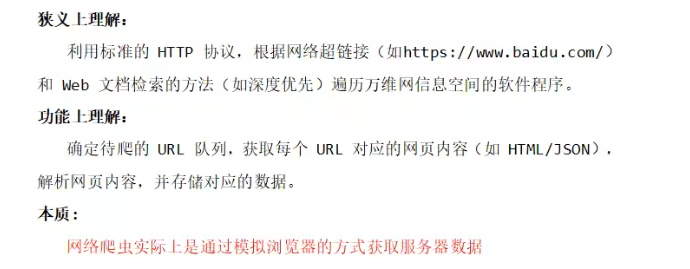 狭义上理解：
利用标准的 HTTP 协议，根据网络超链接（如https://www.baidu.com/）
和 Web 文档检索的方法（如深度优先）遍历万维网信息空间的软件程序。
功能上理解：
确定待爬的 URL 队列，获取每个 URL 对应的网页内容（如 HTML/JSON），
解析网页内容，并存储对应的数据。
本质：
网络爬虫实际上是通过模拟浏览器的方式获取服务器数据